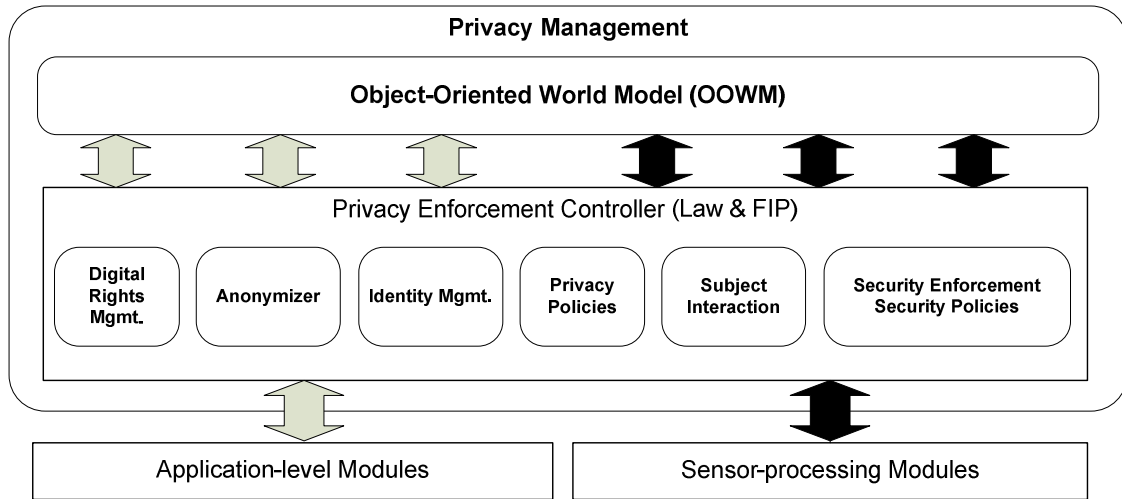 Privacy Management
Object-Oriented World Model (OOWM)
Privacy Enforcement Controller (Law & FIP)
Digital
Rights
Mgmt.
Anonymizer
Identity Mgmt.
Privacy
Policies
Subject
Interaction
Security Enforcement
Security Policies
Application-level Modules
Sensor-processing Modules